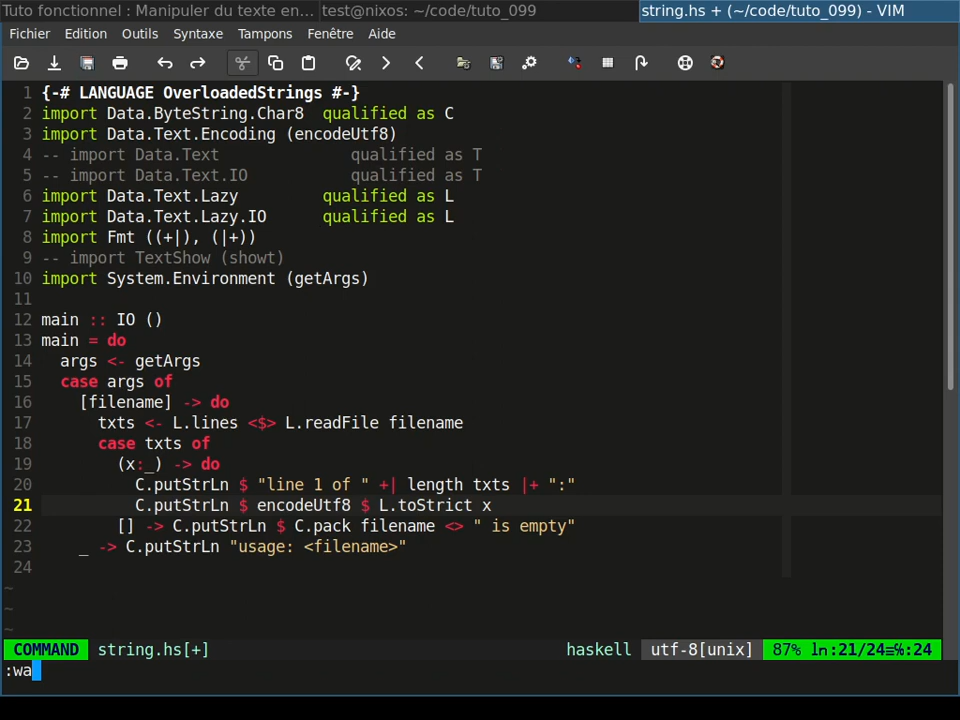 Tuto fonctionnel : Manipuler du texte en... test@nixos: ~/code/tuto_099 string.hs + (~/code/tuto_099) - VIM
Fichier Edition Outils Syntaxe Tampons Fenêtre Aide
1 {-# LANGUAGE OverloadedStrings #-}
2 import Data.ByteString.Char8  qualified as C
3 import Data.Text.Encoding (encodeUtf8)
4 -- import Data.Text              qualified as T
5 -- import Data.Text.IO           qualified as T
6 import Data.Text.Lazy         qualified as L
7 import Data.Text.Lazy.IO      qualified as L
8 import Fmt ((+|), (|+))
9 -- import TextShow (showt)
10 import System.Environment (getArgs)
11
12 main :: IO ()
13 main = do
14   args <- getArgs
15   case args of
16     [filename] -> do
17       txts <- L.lines <$> L.readFile filename
18       case txts of
19         (x:_) -> do
20           C.putStrLn $ "line 1 of " +| length txts |+ ":"
21           C.putStrLn $ encodeUtf8 $ L.toStrict x
22         [] -> C.putStrLn $ C.pack filename <> " is empty"
23     _ -> C.putStrLn "usage: <filename>"
24
~
~
~
COMMAND string.hs[+] haskell utf-8[unix] 87% ln:21/24≡%:24
:wa